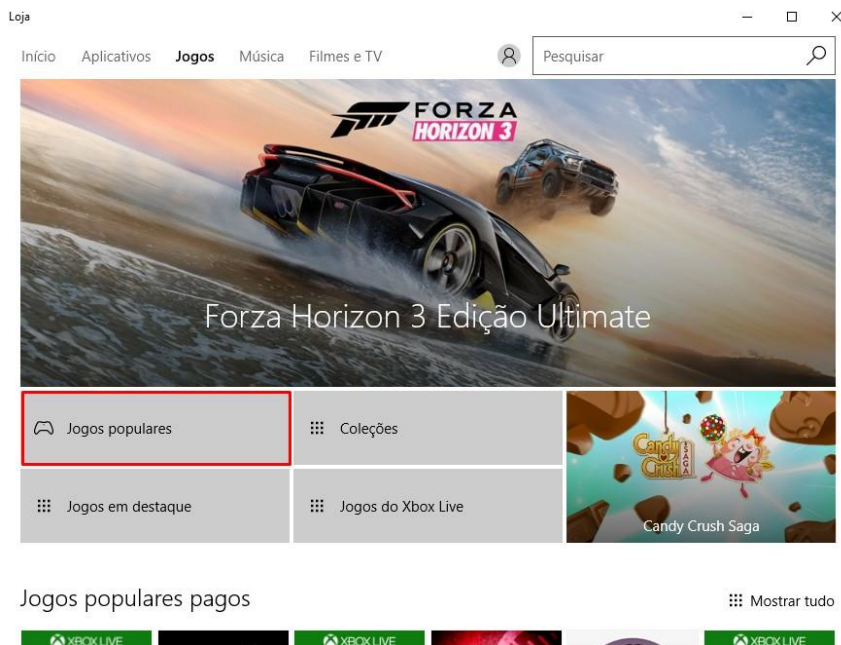 Loja
Início Aplicativos Jogos Música Filmes e TV Pesquisar
FORZA
HORIZON 3
Forza Horizon 3 Edição Ultimate
Jogos populares
Coleções
Jogos em destaque
Jogos do Xbox Live
Candy
Crush
SAGA
Candy Crush Saga
Jogos populares pagos
Mostrar tudo
XBOX LIVE XBOX LIVE XBOX LIVE